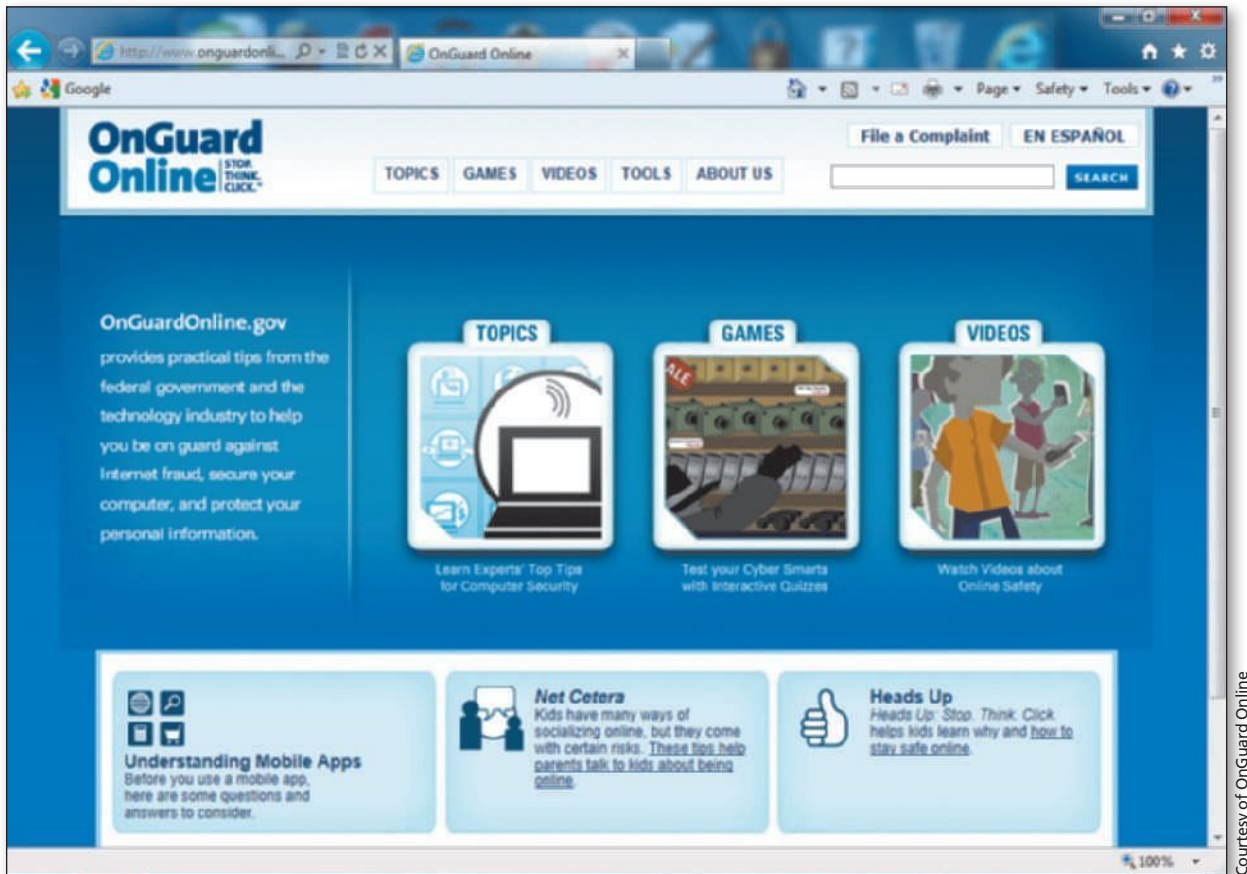 http://www.onguardonli...
OnGuard Online
Google
Page
Safety
Tools
OnGuard
Online
STOP.
THINK.
CLICK.
File a Complaint
EN ESPAÑOL
TOPICS
GAMES
VIDEOS
TOOLS
ABOUT US
SEARCH
OnGuardOnline.gov
provides practical tips from the
federal government and the
technology industry to help
you be on guard against
Internet fraud, secure your
computer, and protect your
personal information.
TOPICS
Learn Experts' Top Tips
for Computer Security
GAMES
SALE
Test your Cyber Smarts
with Interactive Quizzes
VIDEOS
Watch Videos about
Online Safety
Understanding Mobile Apps
Before you use a mobile app,
here are some questions and
answers to consider.
Net Cetera
Kids have many ways of
socializing online, but they come
with certain risks. These tips help
parents talk to kids about being
online.
Heads Up
Heads Up: Stop. Think. Click.
helps kids learn why and how to
stay safe online.
100%
Courtesy of OnGuard Online